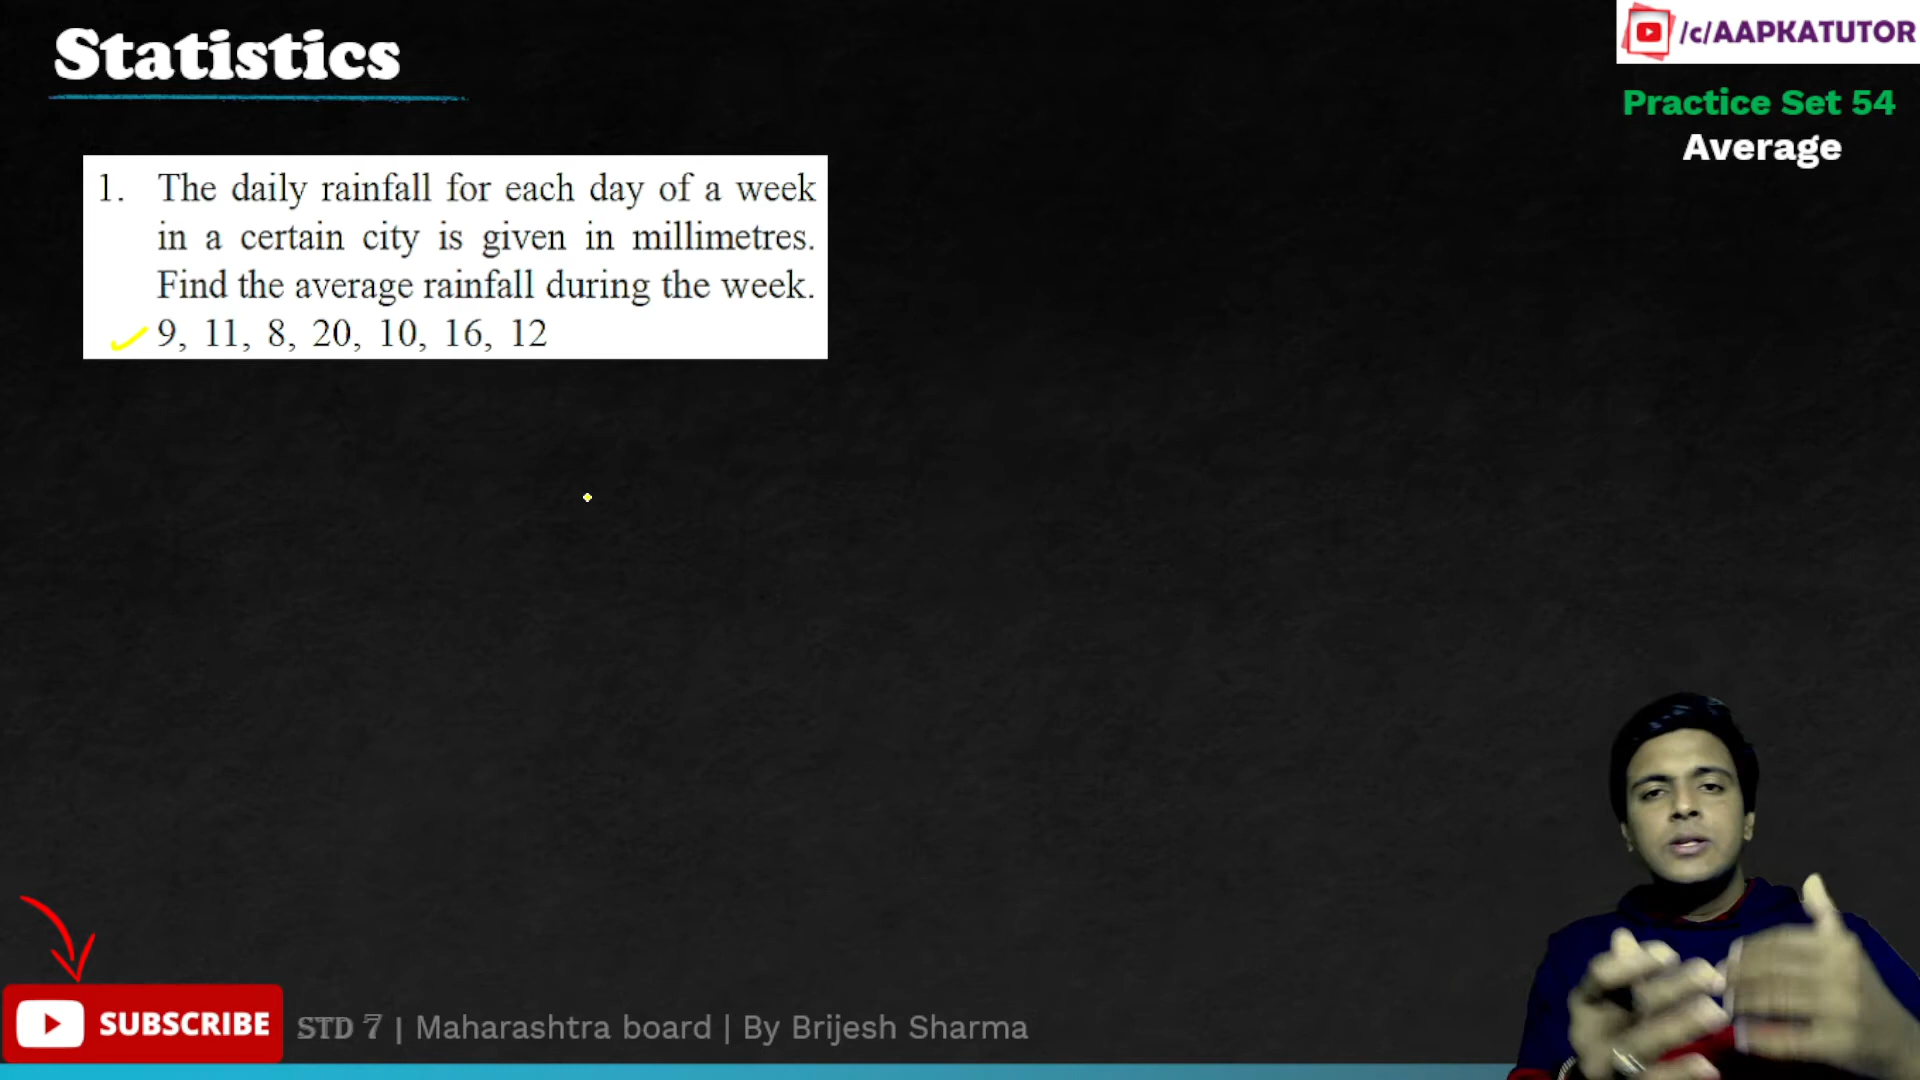 Statistics
/c/AAPKATUTOR
Practice Set 54
Average
1. The daily rainfall for each day of a week
in a certain city is given in millimetres.
Find the average rainfall during the week.
9, 11, 8, 20, 10, 16, 12
SUBSCRIBE
STD 7 | Maharashtra board | By Brijesh Sharma